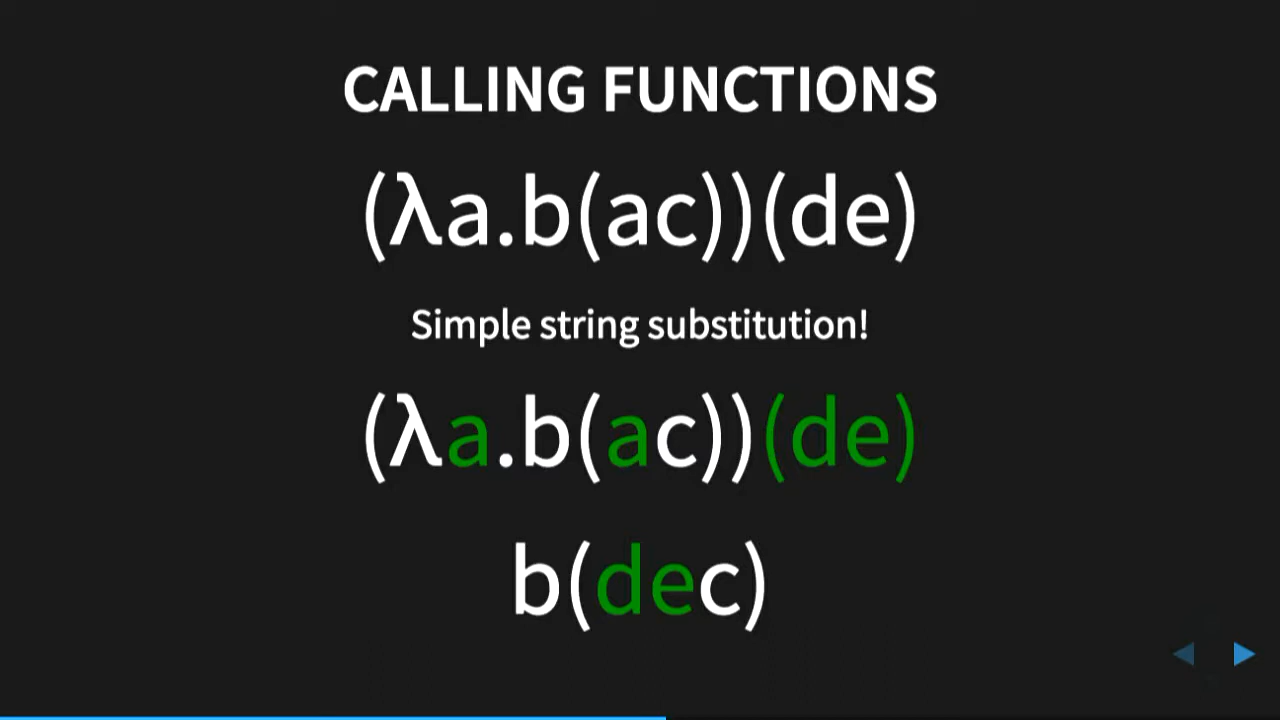 CALLING FUNCTIONS
(λa.b(ac))(de)
Simple string substitution!
(λa.b(ac))(de)
b(dec)